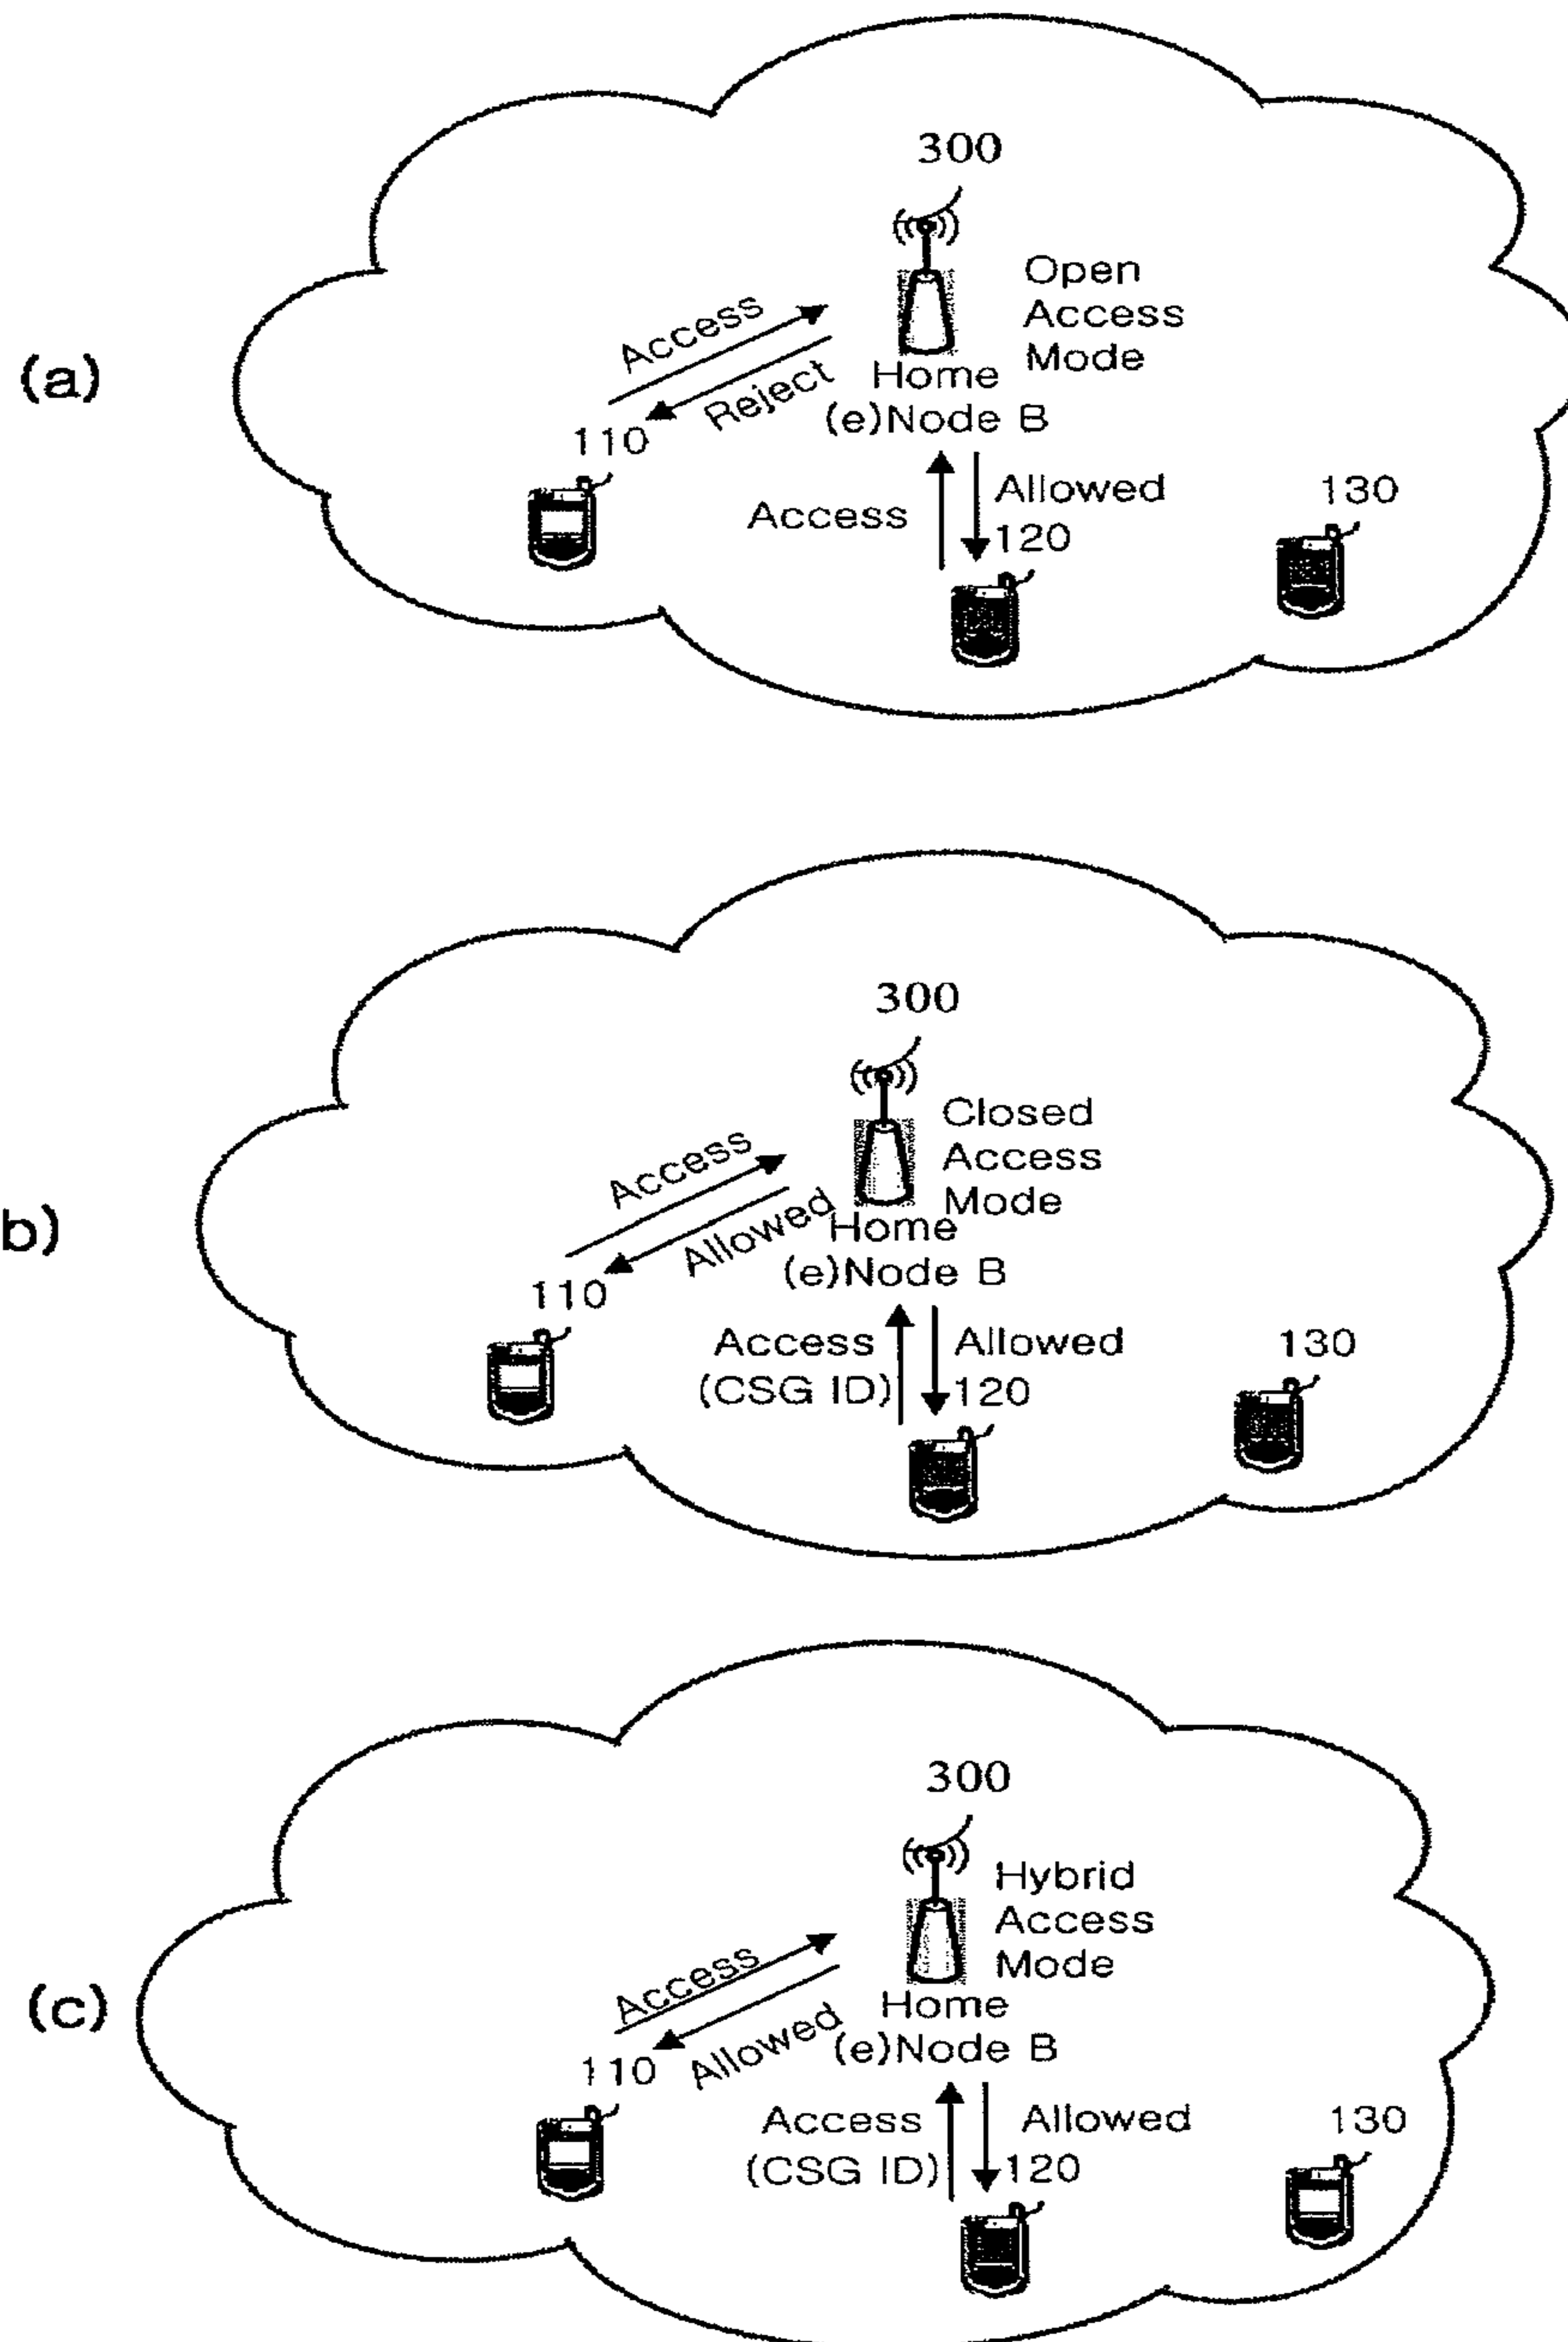 (a)
300
Open
Access
Mode
Access
Reject
Home
(e)Node B
110
Access
Allowed
120
130
b)
300
Closed
Access
Mode
Access
Allowed
Home
(e)Node B
110
Access
(CSG ID)
Allowed
120
130
(c)
300
Hybrid
Access
Mode
Access
Allowed
Home
(e)Node B
110
Access
(CSG ID)
Allowed
120
130